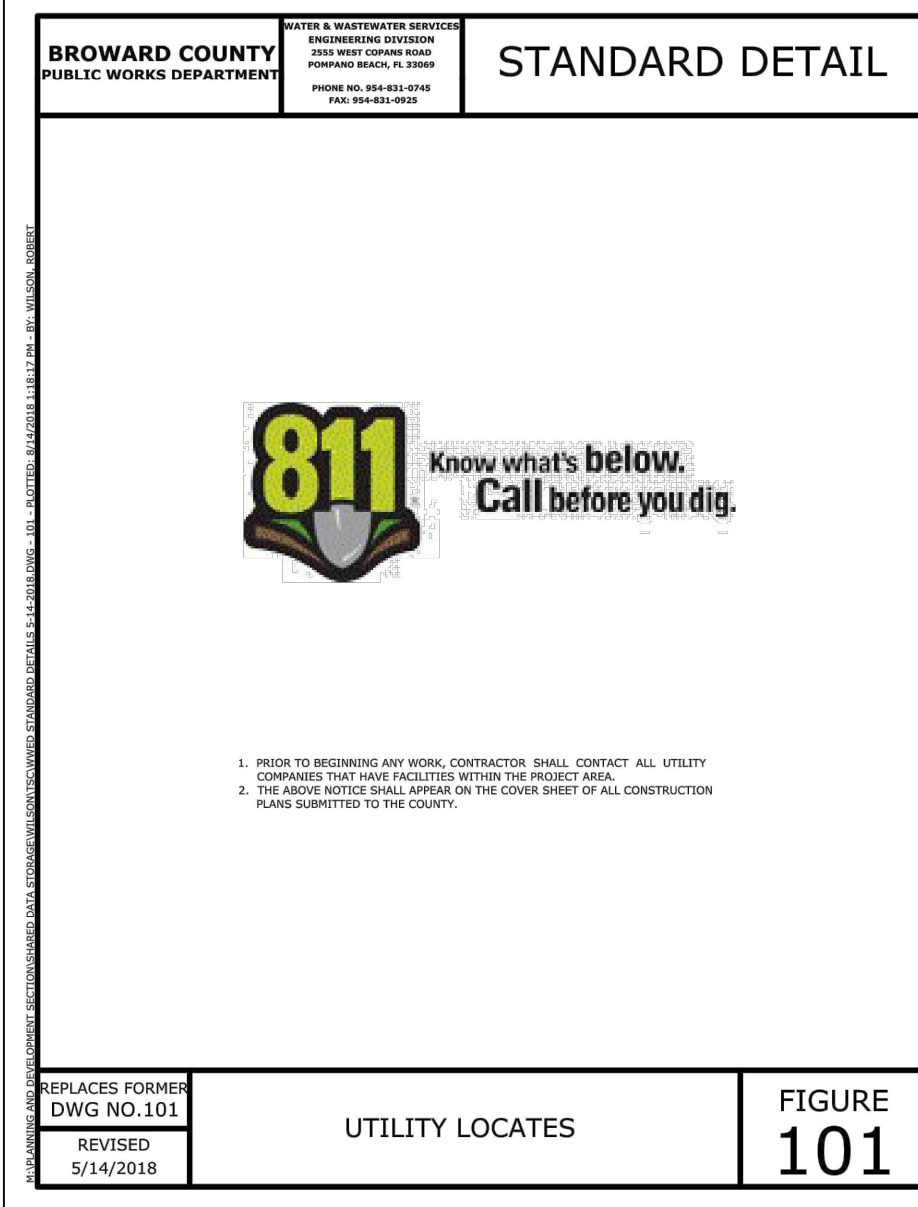 BROWARD COUNTY
PUBLIC WORKS DEPARTMENT
WATER & WASTEWATER SERVICES
ENGINEERING DIVISION
2555 WEST COPANS ROAD
POMPANO BEACH, FL 33069
PHONE NO. 954-831-0745
FAX: 954-831-0925
STANDARD DETAIL
M:\PLANNING AND DEVELOPMENT SECTION\SHARED DATA STORAGE\WILSON\TSC\WWED STANDARD DETAILS 5-14-2018.DWG - 101 - PLOTTED: 8/14/2018 1:18:17 PM - BY: WILSON, ROBERT
811
Know what's below.
Call before you dig.
1. PRIOR TO BEGINNING ANY WORK, CONTRACTOR SHALL CONTACT ALL UTILITY
COMPANIES THAT HAVE FACILITIES WITHIN THE PROJECT AREA.
2. THE ABOVE NOTICE SHALL APPEAR ON THE COVER SHEET OF ALL CONSTRUCTION
PLANS SUBMITTED TO THE COUNTY.
REPLACES FORMER
DWG NO.101
REVISED
5/14/2018
UTILITY LOCATES
FIGURE
101